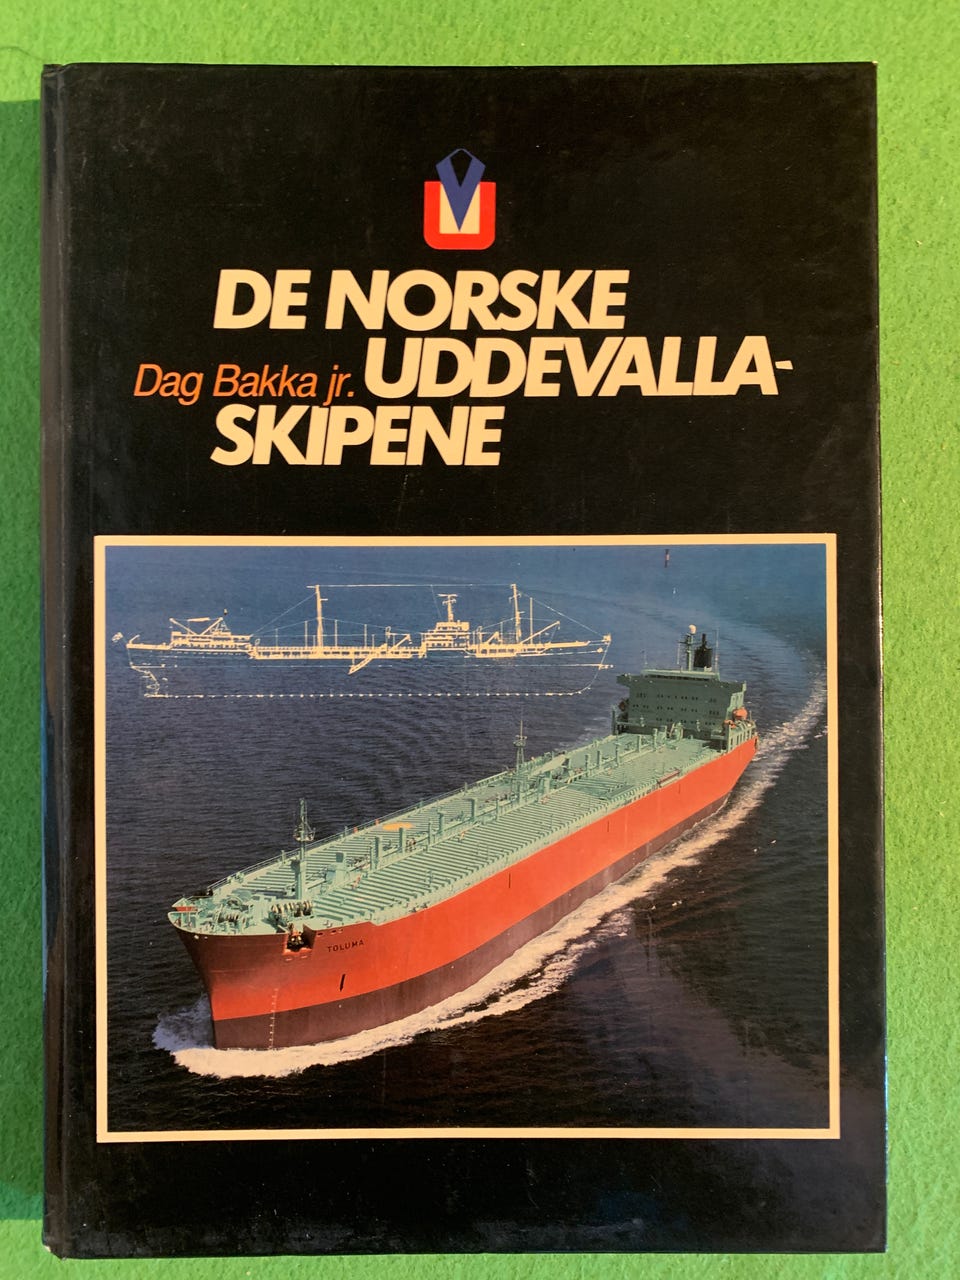 DE NORSKE
Dag Bakka jr. UDDEVALLA-
SKIPENE
TOLUMA